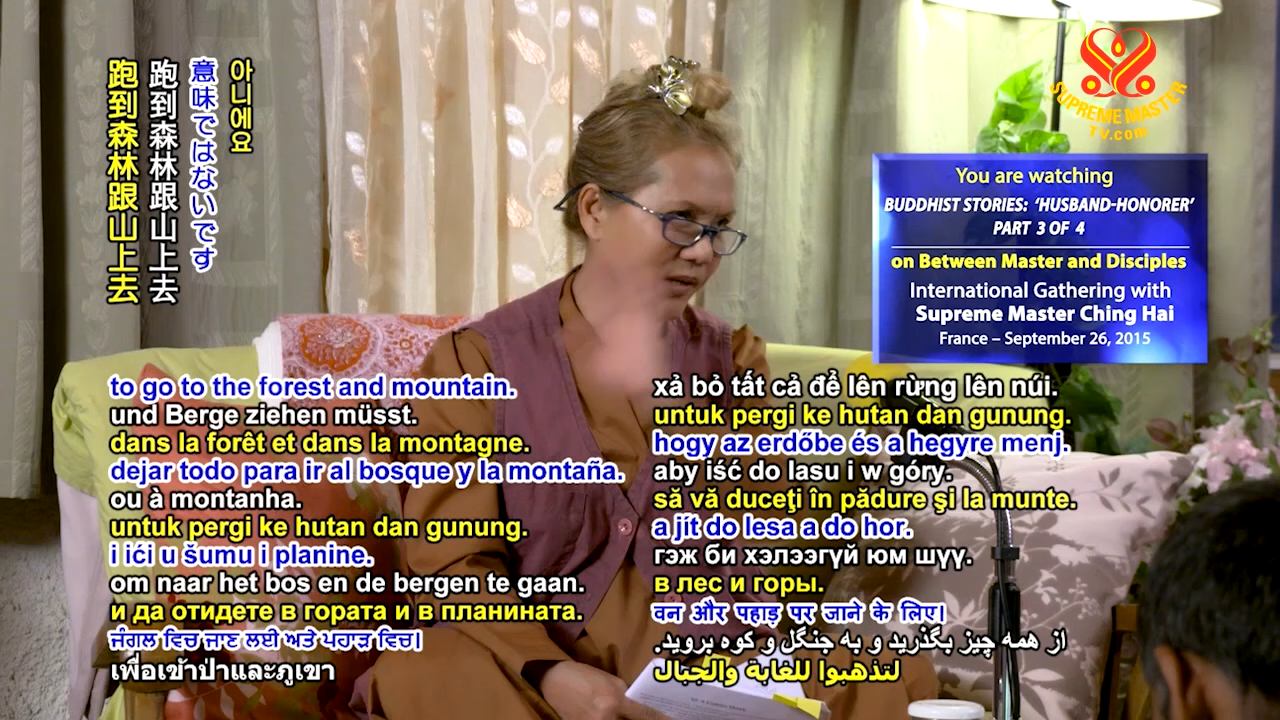 아니에요
意味ではないです
跑到森林跟山上去
跑到森林跟山上去
SUPREME MASTER
TV.com
You are watching
BUDDHIST STORIES: ‘HUSBAND-HONORER’
PART 3 OF 4
on Between Master and Disciples
International Gathering with
Supreme Master Ching Hai
France – September 26, 2015
to go to the forest and mountain.
und Berge ziehen müsst.
dans la forêt et dans la montagne.
dejar todo para ir al bosque y la montaña.
ou à montanha.
untuk pergi ke hutan dan gunung.
i ići u šumu i planine.
om naar het bos en de bergen te gaan.
и да отидете в гората и в планината.
ਜੰਗਲ ਵਿਚ ਜਾਣ ਲਈ ਅਤੇ ਪਹਾੜ ਵਿਚ।
เพื่อเข้าป่าและภูเขา
xả bỏ tất cả để lên rừng lên núi.
untuk pergi ke hutan dan gunung.
hogy az erdőbe és a hegyre menj.
aby iść do lasu i w góry.
să vă duceţi în pădure şi la munte.
a jít do lesa a do hor.
гэж би хэлээгүй юм шүү.
в лес и горы.
वन और पहाड़ पर जाने के लिए।
از همه چیز بگذرید و به جنگل و کوه بروید.
لتذهبوا للغابة والجبال